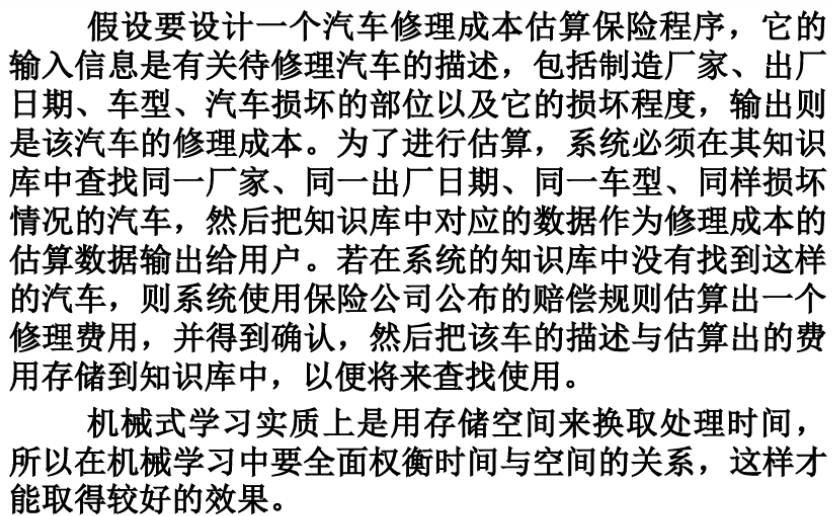 假设要设计一个汽车修理成本估算保险程序，它的
输入信息是有关待修理汽车的描述，包括制造厂家、出厂
日期、车型、汽车损坏的部位以及它的损坏程度，输出则
是该汽车的修理成本。为了进行估算，系统必须在其知识
库中查找同一厂家、同一出厂日期、同一车型、同样损坏
情况的汽车，然后把知识库中对应的数据作为修理成本的
估算数据输出给用户。若在系统的知识库中没有找到这样
的汽车，则系统使用保险公司公布的赔偿规则估算出一个
修理费用，并得到确认，然后把该车的描述与估算出的费
用存储到知识库中，以便将来查找使用。
机械式学习实质上是用存储空间来换取处理时间，
所以在机械学习中要全面权衡时间与空间的关系，这样才
能取得较好的效果。